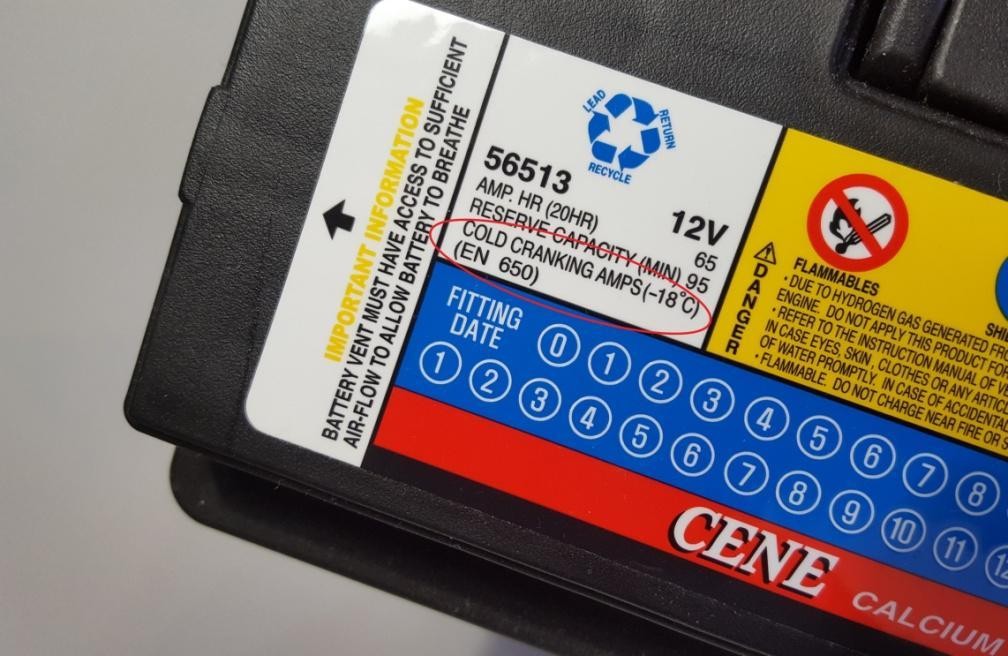 IMPORTANT INFORMATION
BATTERY VENT MUST HAVE ACCESS TO SUFFICIENT
AIR-FLOW TO ALLOW BATTERY TO BREATHE
LEAD
RETURN
RECYCLE
56513
12V
AMP. HR (20HR) 65
RESERVE CAPACITY (MIN) 95
COLD CRANKING AMPS (-18°C)
(EN 650)
FITTING
DATE
0 1 2 3 4 5 6 7 8
1 2 3 4 5 6 7 8 9 10 11
DANGER
FLAMMABLES
• DUE TO HYDROGEN GAS GENERATED
ENGINE. DO NOT APPLY THIS PRODUCT FOR
• REFER TO THE INSTRUCTION MANUAL OF
IN CASE EYES, SKIN, CLOTHES OR ANY
OF WATER PROMPTLY. IN CASE OF
• FLAMMABLE. DO NOT CHARGE NEAR FIRE OR
CENE
CALCIUM